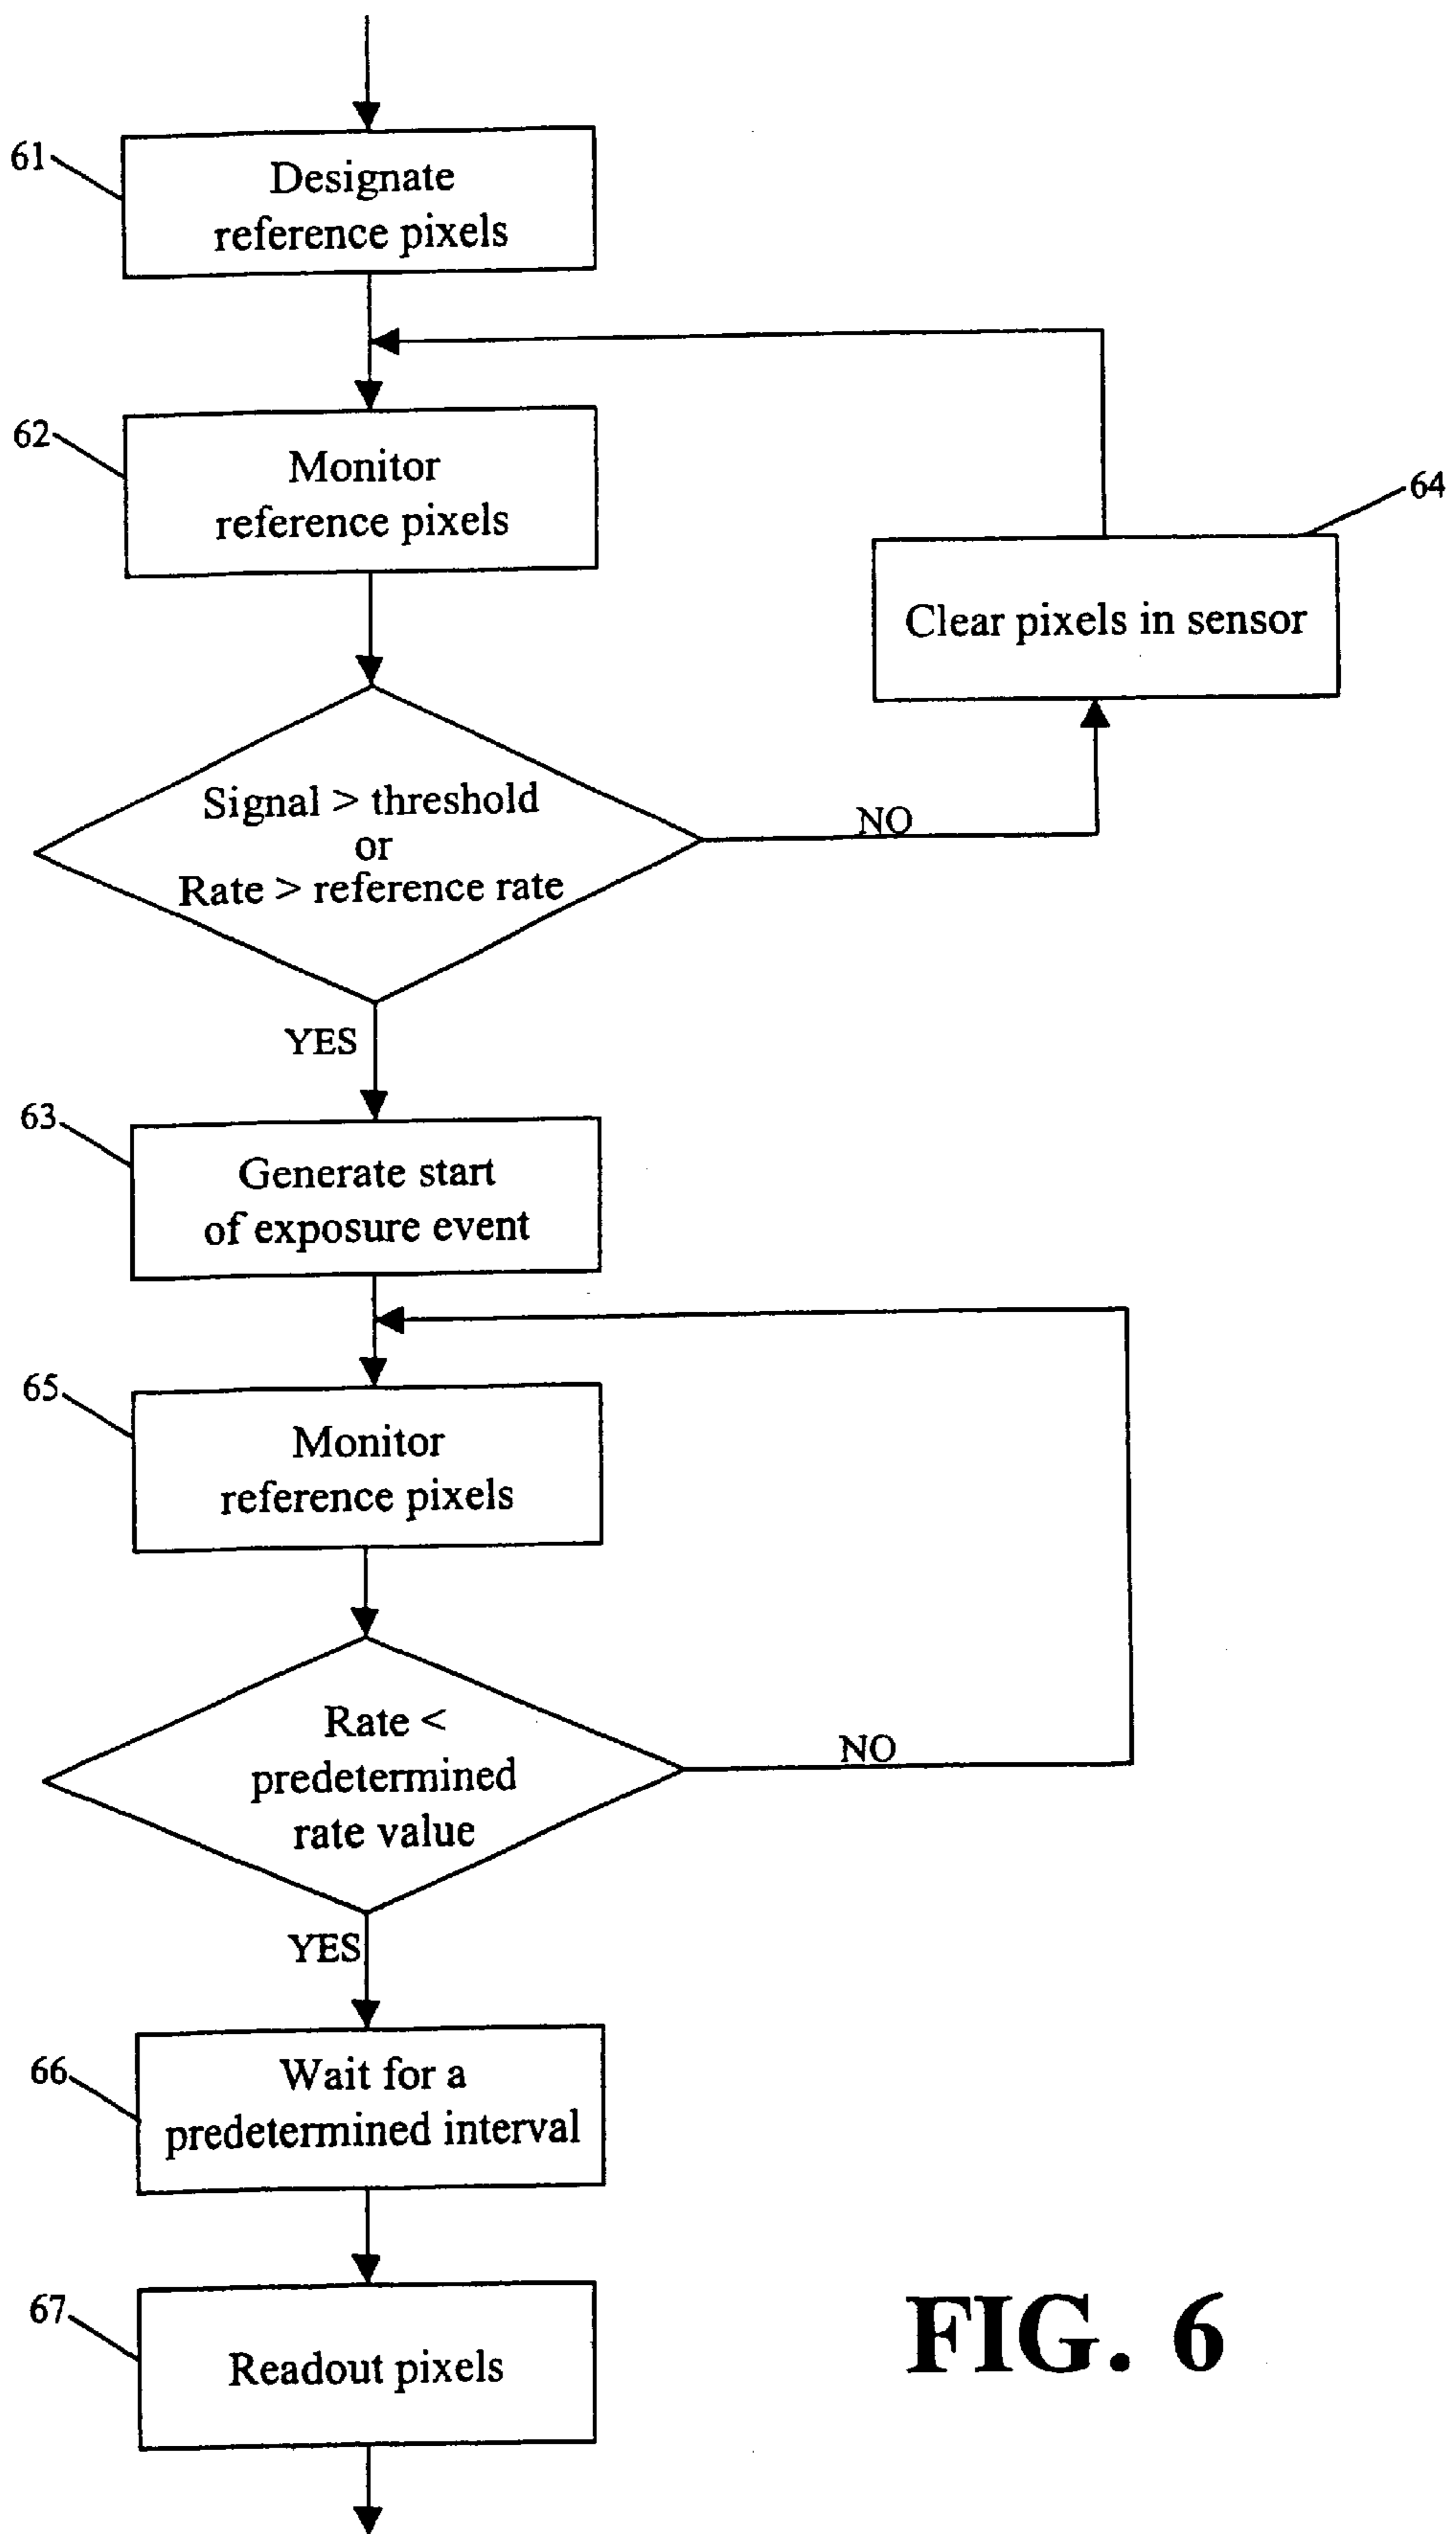 61
Designate
reference pixels
62
Monitor
reference pixels
64
Clear pixels in sensor
Signal > threshold
or
Rate > reference rate
NO
YES
63
Generate start
of exposure event
65
Monitor
reference pixels
Rate <
predetermined
rate value
NO
YES
66
Wait for a
predetermined interval
67
Readout pixels
FIG. 6